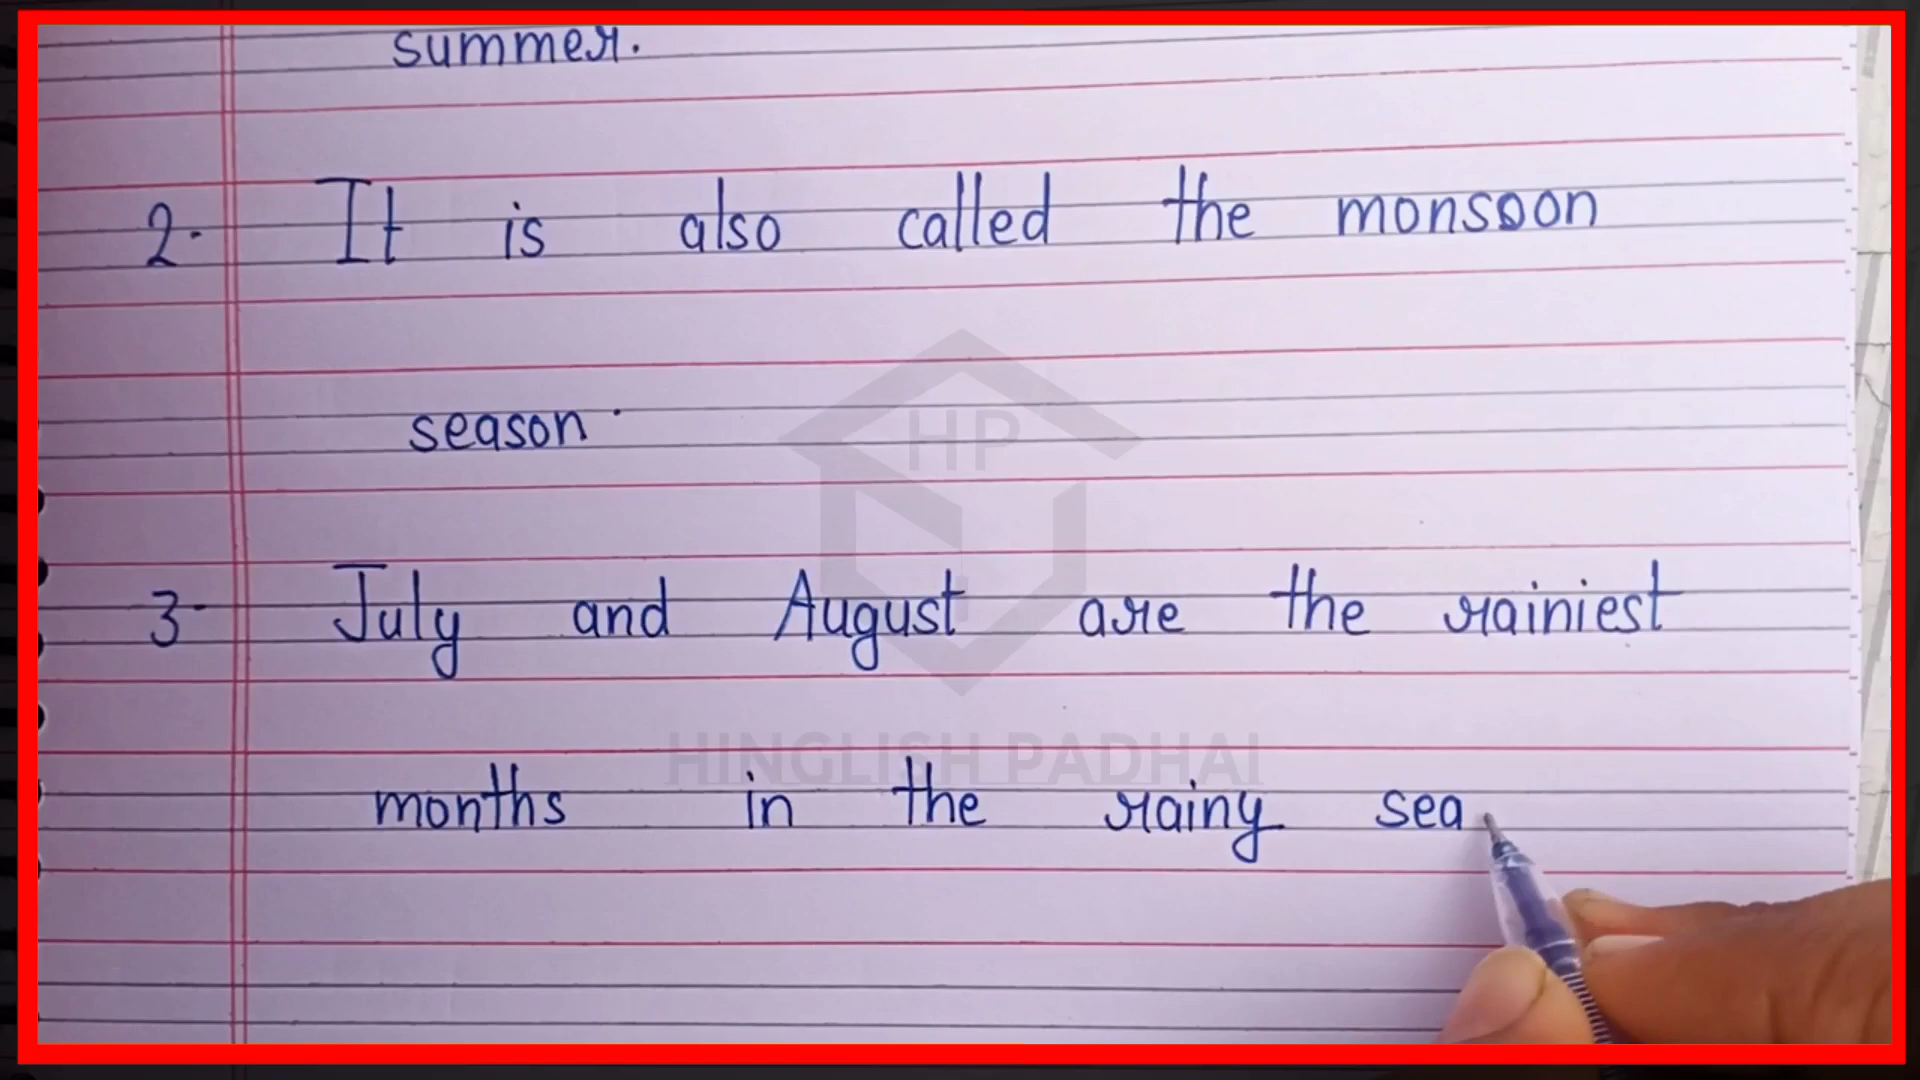 summer.
2- It is also called the monsoon
season.
HP
3- July and August are the rainiest
HINGLISH PADHAI
months in the rainy sea